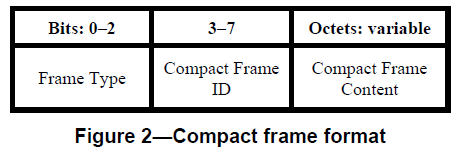 Bits: 0–2 3–7 Octets: variable
Frame Type Compact Frame ID Compact Frame Content
Figure 2—Compact frame format